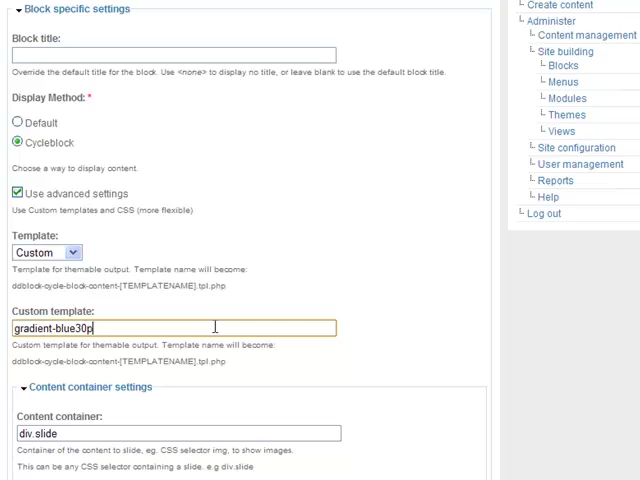 Block specific settings
Block title:
Override the default title for the block. Use <none> to display no title, or leave blank to use the default block title.
Display Method: *
Default
Cycleblock
Choose a way to display content.
Use advanced settings
Use Custom templates and CSS (more flexible)
Template:
Custom
Template for themable output. Template name will become:
ddblock-cycle-block-content-[TEMPLATENAME].tpl.php
Custom template:
gradient-blue30p
Custom template for themable output. Template name will become:
ddblock-cycle-block-content-[TEMPLATENAME].tpl.php
Content container settings
Content container:
div.slide
Container of the content to slide, eg. CSS selector img, to show images.
This can be any CSS selector containing a slide. e.g div.slide
Create content
Administer
Content management
Site building
Blocks
Menus
Modules
Themes
Views
Site configuration
User management
Reports
Help
Log out